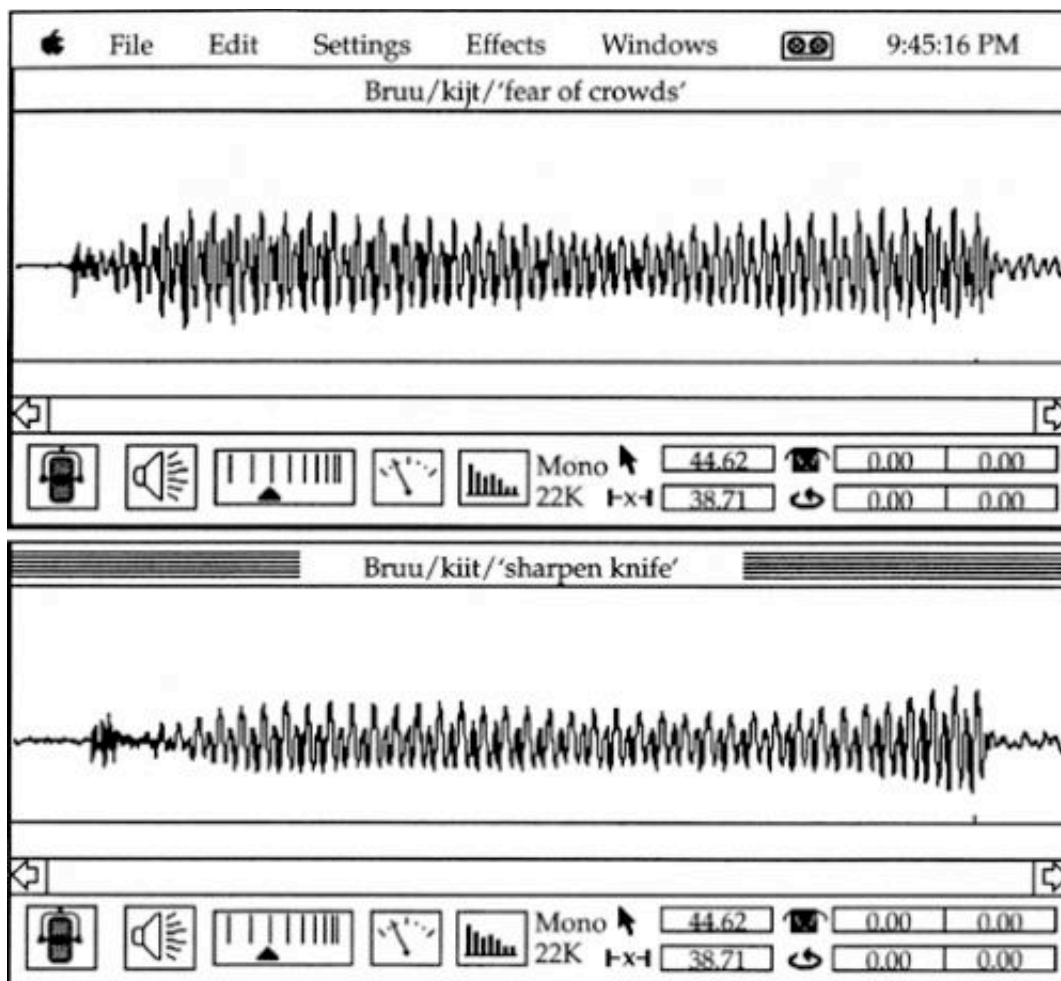 File Edit Settings Effects Windows 9:45:16 PM
Bruu/kijt/'fear of crowds'
Mono 44.62 0.00 0.00
22K 38.71 0.00 0.00
Bruu/kiit/'sharpen knife'
Mono 44.62 0.00 0.00
22K 38.71 0.00 0.00